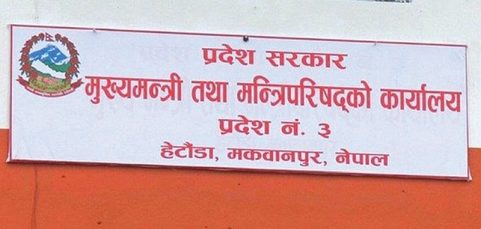 प्रदेश सरकार
मुख्यमन्त्री तथा मन्त्रिपरिषद्को कार्यालय
प्रदेश नं. ३
हेटौंडा, मकवानपुर, नेपाल